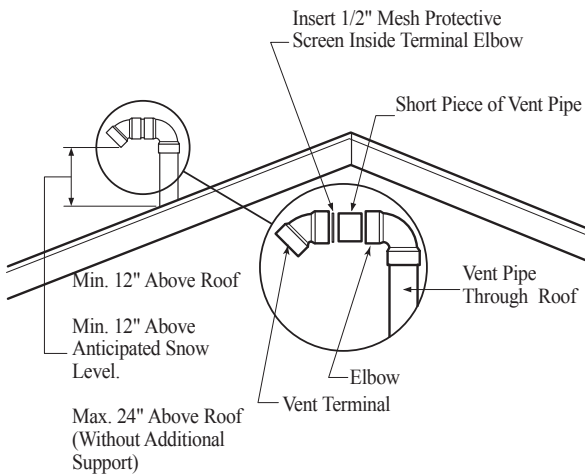 Insert 1/2" Mesh Protective
Screen Inside Terminal Elbow
Short Piece of Vent Pipe
Vent Pipe
Through Roof
Min. 12" Above Roof
Min. 12" Above
Anticipated Snow
Level.
Elbow
Vent Terminal
Max. 24" Above Roof
(Without Additional
Support)